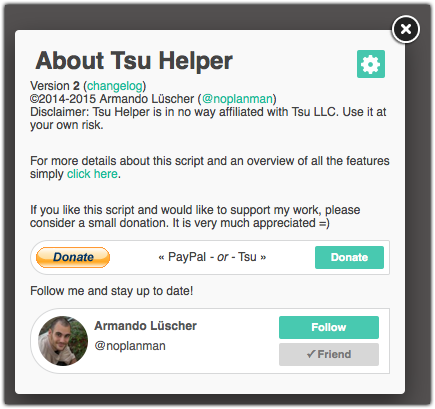 About Tsu Helper
Version 2 (changelog)
©2014-2015 Armando Lüscher (@noplanman)
Disclaimer: Tsu Helper is in no way affiliated with Tsu LLC. Use it at
your own risk.
For more details about this script and an overview of all the features
simply click here.
If you like this script and would like to support my work, please
consider a small donation. It is very much appreciated =)
Donate « PayPal - or - Tsu » Donate
Follow me and stay up to date!
Armando Lüscher Follow
@noplanman ✔Friend